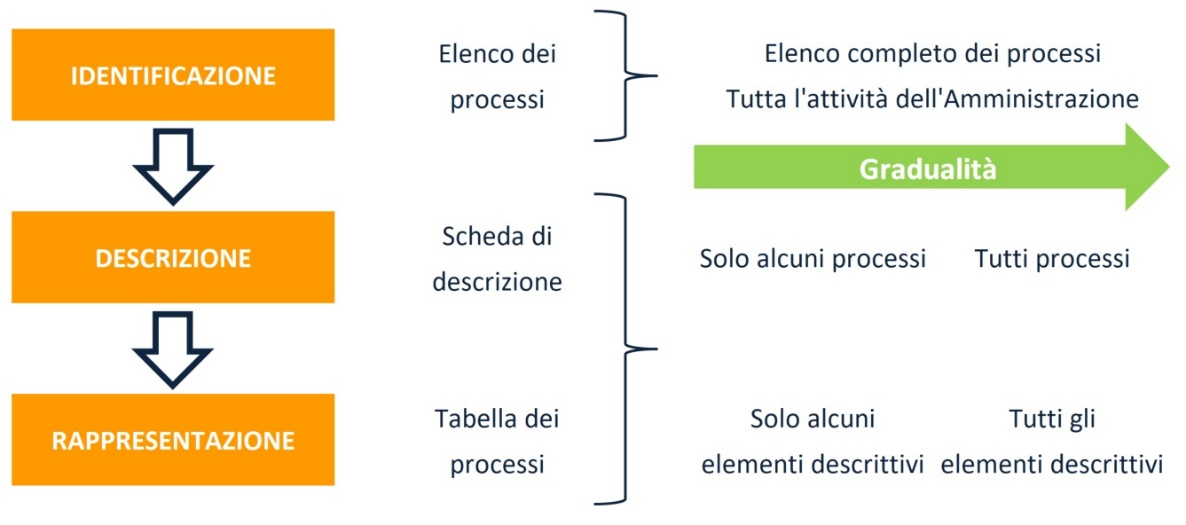 IDENTIFICAZIONE
Elenco dei
processi
Elenco completo dei processi
Tutta l'attività dell'Amministrazione
Gradualità
DESCRIZIONE
Scheda di
descrizione
Solo alcuni processi
Tutti processi
RAPPRESENTAZIONE
Tabella dei
processi
Solo alcuni
elementi descrittivi
Tutti gli
elementi descrittivi